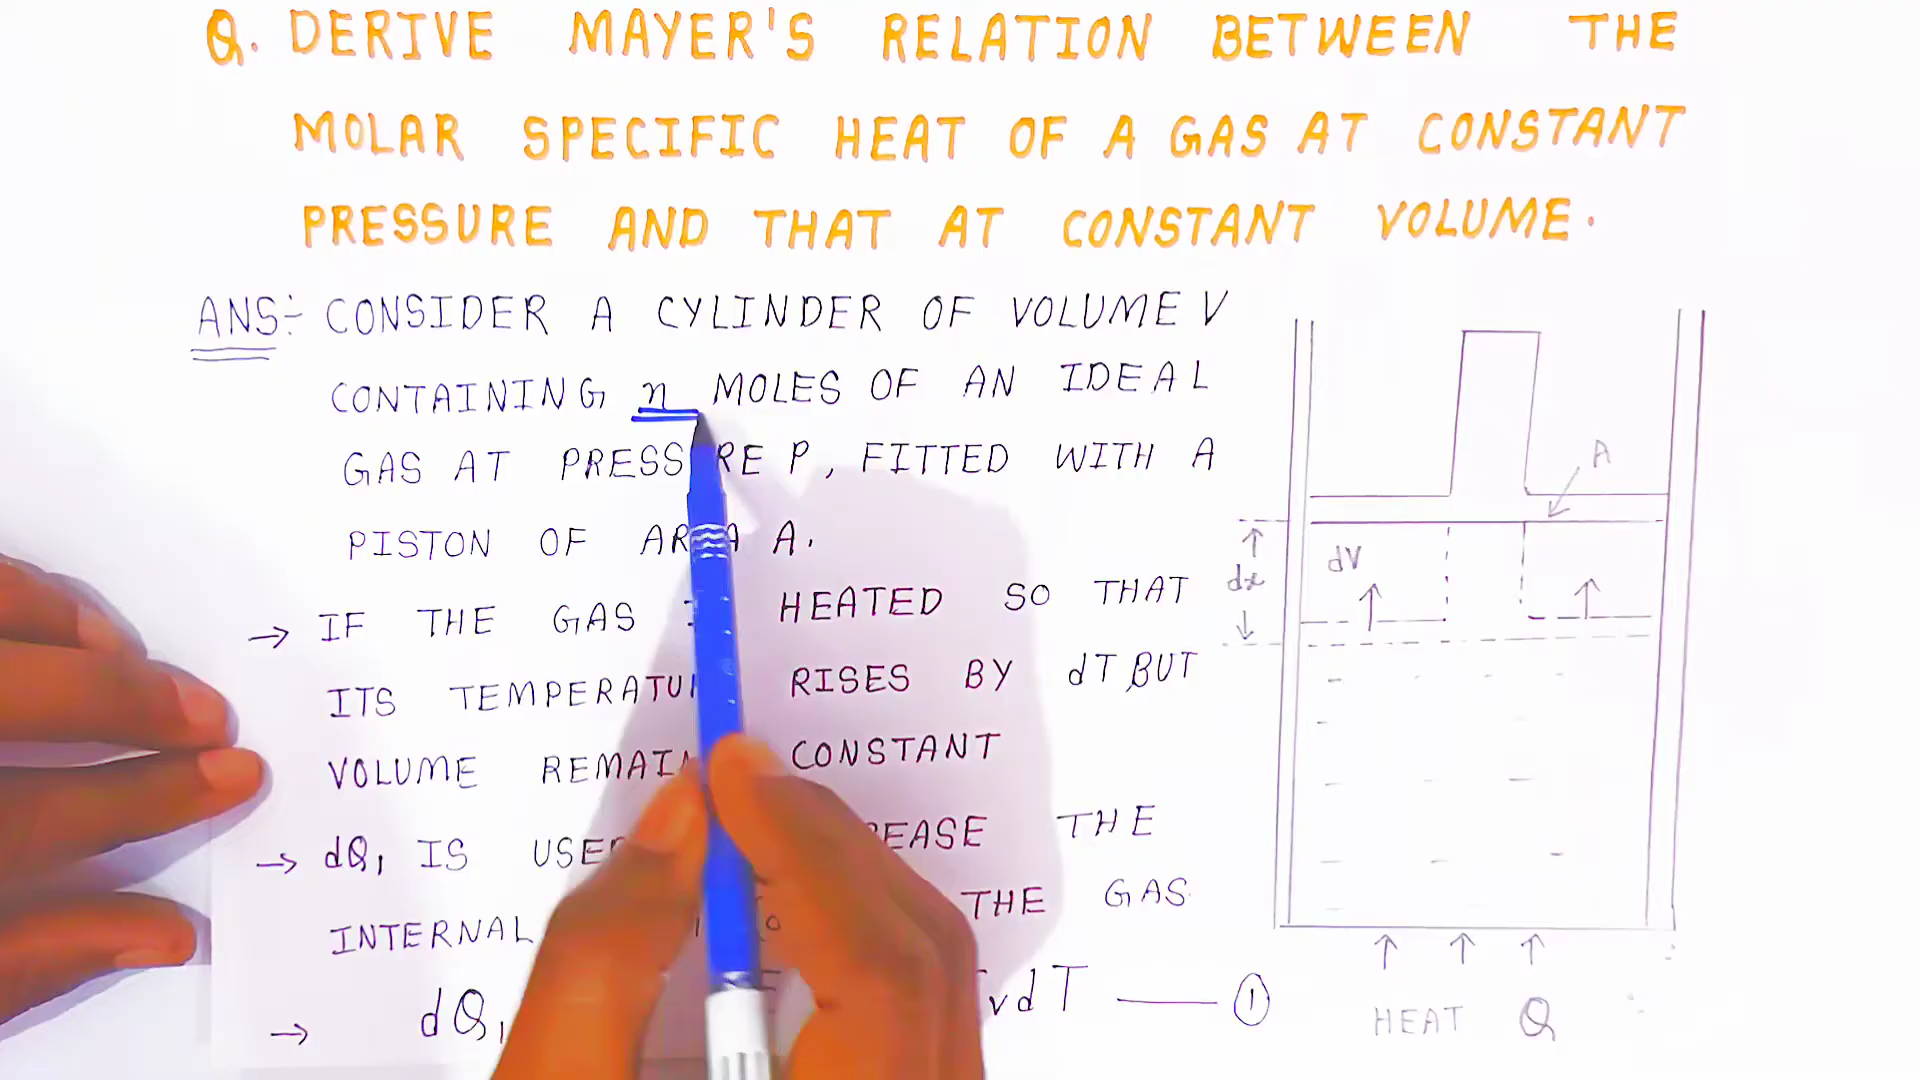 Q. DERIVE MAYER'S RELATION BETWEEN THE
MOLAR SPECIFIC HEAT OF A GAS AT CONSTANT
PRESSURE AND THAT AT CONSTANT VOLUME.
ANS:- CONSIDER A CYLINDER OF VOLUME V
CONTAINING n MOLES OF AN IDEAL
GAS AT PRESSURE P, FITTED WITH A
PISTON OF AREA A.
→ IF THE GAS HEATED SO THAT
ITS TEMPERATU RISES BY dT BUT
VOLUME REMAI CONSTANT
→ dQ₁ IS USE EASE THE
INTERNAL THE GAS
→ dQ₁ vdT —— ①
A
dV
dx
HEAT Q